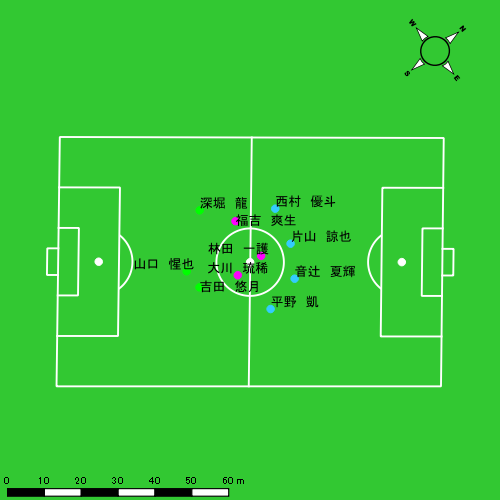 W N
S E
深堀 龍
西村 優斗
福吉 爽生
片山 諒也
林田 一護
山口 惺也
大川 琉稀
音辻 夏輝
吉田 悠月
平野 凱
0 10 20 30 40 50 60 m